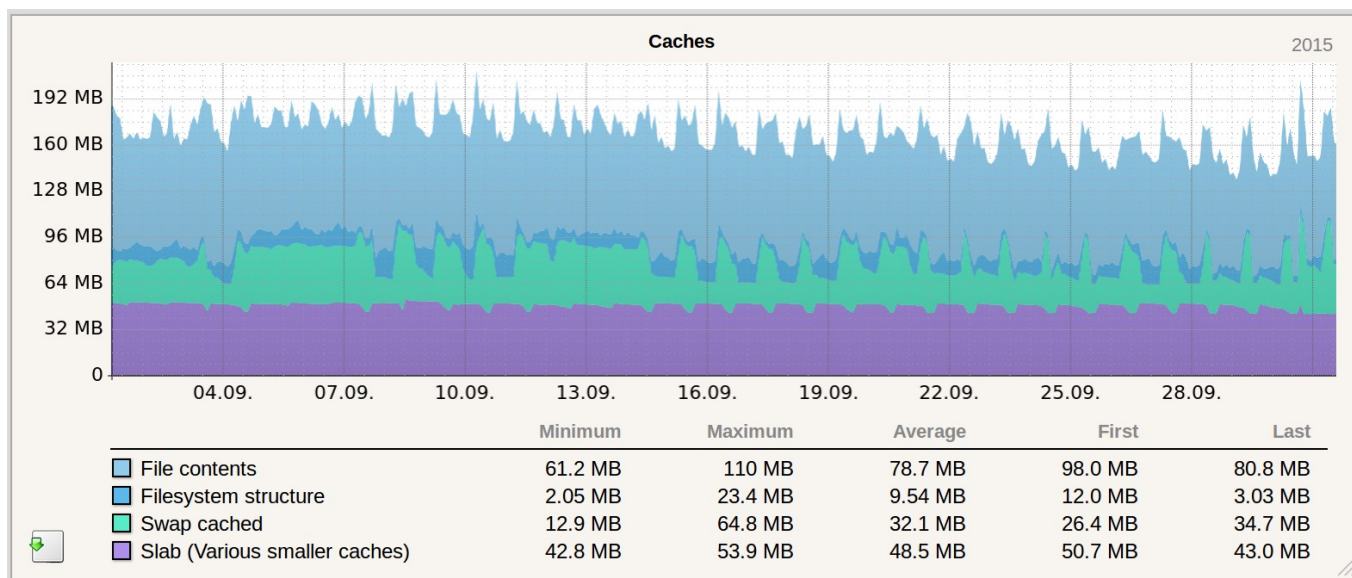 Caches
2015
192 MB
160 MB
128 MB
96 MB
64 MB
32 MB
0
04.09. 07.09. 10.09. 13.09. 16.09. 19.09. 22.09. 25.09. 28.09.
Minimum Maximum Average First Last
File contents 61.2 MB 110 MB 78.7 MB 98.0 MB 80.8 MB
Filesystem structure 2.05 MB 23.4 MB 9.54 MB 12.0 MB 3.03 MB
Swap cached 12.9 MB 64.8 MB 32.1 MB 26.4 MB 34.7 MB
Slab (Various smaller caches) 42.8 MB 53.9 MB 48.5 MB 50.7 MB 43.0 MB